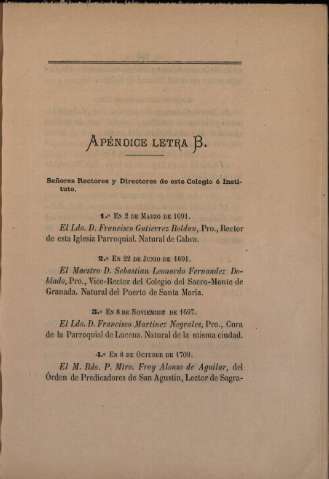 APÉNDICE LETRA B.
Señores Rectores y Directores de este Colegio ó Insti-
tuto.
1.º EN 2 DE MARZO DE 1691.
El Ldo. D. Francisco Gutierrez Roldan, Pro., Rector
de esta Iglesia Parroquial. Natural de Cabra.
2.º EN 22 DE JUNIO DE 1691.
El Maestro D. Sebastian Leonardo Fernandez De-
blado, Pro., Vice-Rector del Colegio del Sacro-Monte de
Granada. Natural del Puerto de Santa María.
3.º EN 8 DE NOVIEMBRE DE 1697.
El Ldo. D. Francisco Martinez Negrales, Pro., Cura
de la Parroquial de Lucena. Natural de la misma ciudad.
4.º EN 4 DE OCTUBRE DE 1709.
El M. Rdo. P. Mtro. Fray Alonso de Aguilar, del
Órden de Predicadores de San Agustin, Lector de Sagra-